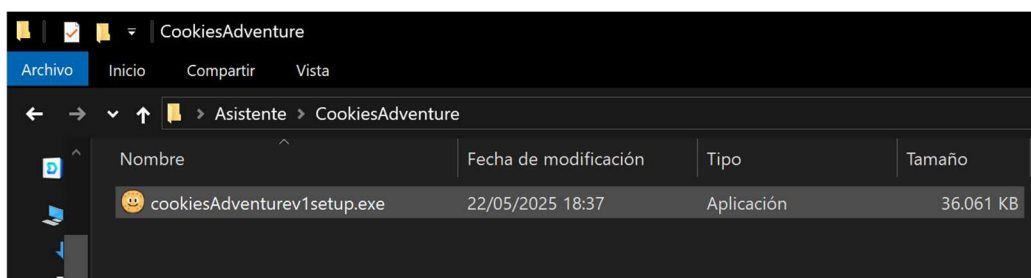 CookiesAdventure
Archivo Inicio Compartir Vista
Asistente CookiesAdventure
Nombre Fecha de modificación Tipo Tamaño
cookiesAdventurev1setup.exe 22/05/2025 18:37 Aplicación 36.061 KB